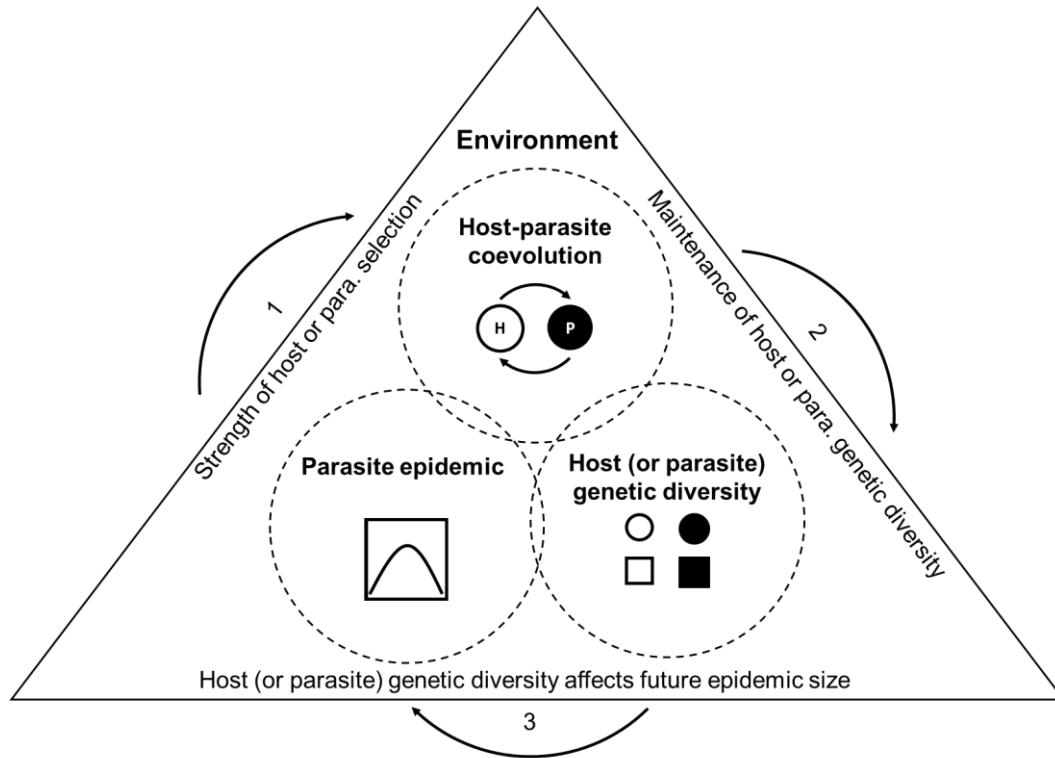 Environment
Host-parasite
coevolution
H
P
1
Strength of host or para. selection
Maintenance of host or para. genetic diversity
2
Parasite epidemic
Host (or parasite)
genetic diversity
Host (or parasite) genetic diversity affects future epidemic size
3